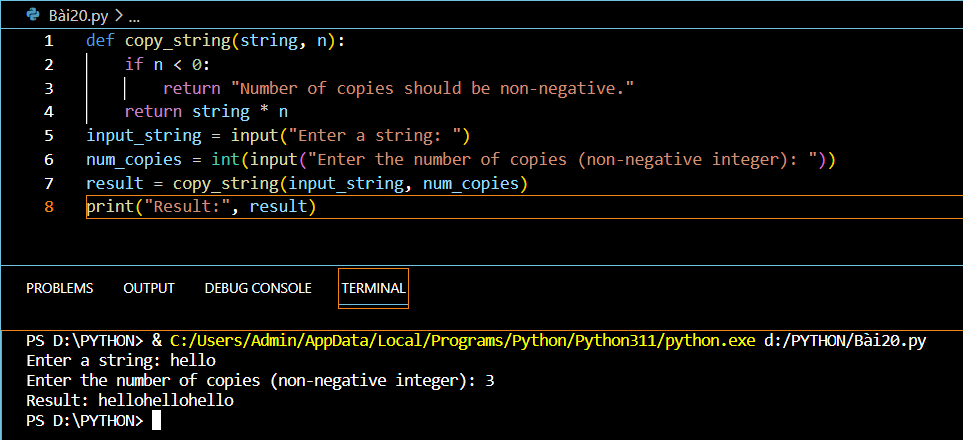 Bài20.py > ...
1 def copy_string(string, n):
2     if n < 0:
3         return "Number of copies should be non-negative."
4     return string * n
5 input_string = input("Enter a string: ")
6 num_copies = int(input("Enter the number of copies (non-negative integer): "))
7 result = copy_string(input_string, num_copies)
8 print("Result:", result)
PROBLEMS OUTPUT DEBUG CONSOLE TERMINAL
PS D:\PYTHON> & C:/Users/Admin/AppData/Local/Programs/Python/Python311/python.exe d:/PYTHON/Bài20.py
Enter a string: hello
Enter the number of copies (non-negative integer): 3
Result: hellohellohello
PS D:\PYTHON>